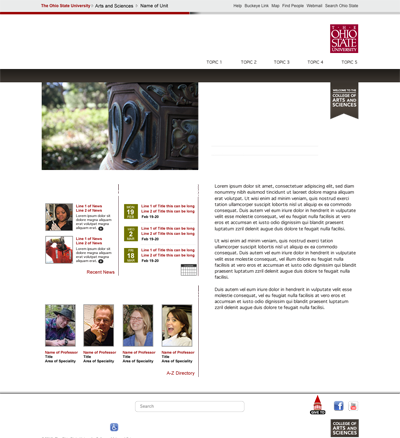 The Ohio State University
Arts and Sciences
Name of Unit
Help Buckeye Link Map Find People Webmail Search Ohio State
THE
OHIO
STATE
UNIVERSITY
TOPIC 1 TOPIC 2 TOPIC 3 TOPIC 4 TOPIC 5
WELCOME TO THE
COLLEGE OF
ARTS AND
SCIENCES
Line 1 of News
Line 2 of News
Lorem ipsum dolor sit
dolore magna aliquam
erat volutpat.
Line 1 of News
Line 2 of News
Lorem ipsum dolor sit
dolore magna aliquam
erat.
Recent News
19
Line 1 of Title this can be long
Line 2 of Title this can be long
Feb 19-20
2
Line 1 of Title this can be long
Line 2 of Title this can be long
Feb 19-20
18
Line 1 of Title this can be long
Line 2 of Title this can be long
Feb 19-20
Lorem ipsum dolor sit amet, consectetuer adipiscing elit, sed diam
nonummy nibh euismod tincidunt ut laoreet dolore magna aliquam
erat volutpat. Ut wisi enim ad minim veniam, quis nostrud exerci
tation ullamcorper suscipit lobortis nisl ut aliquip ex ea commodo
consequat. Duis autem vel eum iriure dolor in hendrerit in vulputate
velit esse molestie consequat, vel eu feugiat nulla facilisis at vero
eros et accumsan et iusto odio dignissim qui blandit praesent
luptatum zzril delenit augue duis dolore te feugait nulla facilisi.
Ut wisi enim ad minim veniam, quis nostrud exerci tation
ullamcorper suscipit lobortis nisl ut aliquip ex ea commodo
consequat. Duis autem vel eum iriure dolor in hendrerit in vulputate
velit esse molestie consequat, vel illum dolore eu feugiat nulla
facilisis at vero eros et accumsan et iusto odio dignissim qui blandit
praesent luptatum zzril delenit augue duis dolore te feugait nulla
facilisi.
Duis autem vel eum iriure dolor in hendrerit in vulputate velit esse
molestie consequat, vel eu feugiat nulla facilisis at vero eros et
accumsan et iusto odio dignissim qui blandit praesent luptatum
zzril delenit augue duis dolore te feugait nulla facilisi.
Name of Professor
Title
Area of Speciality
Name of Professor
Title
Area of Speciality
Name of Professor
Title
Area of Speciality
Name of Professor
Title
Area of Speciality
A-Z Directory
Search
GIVE TO
COLLEGE OF
ARTS AND
SCIENCES